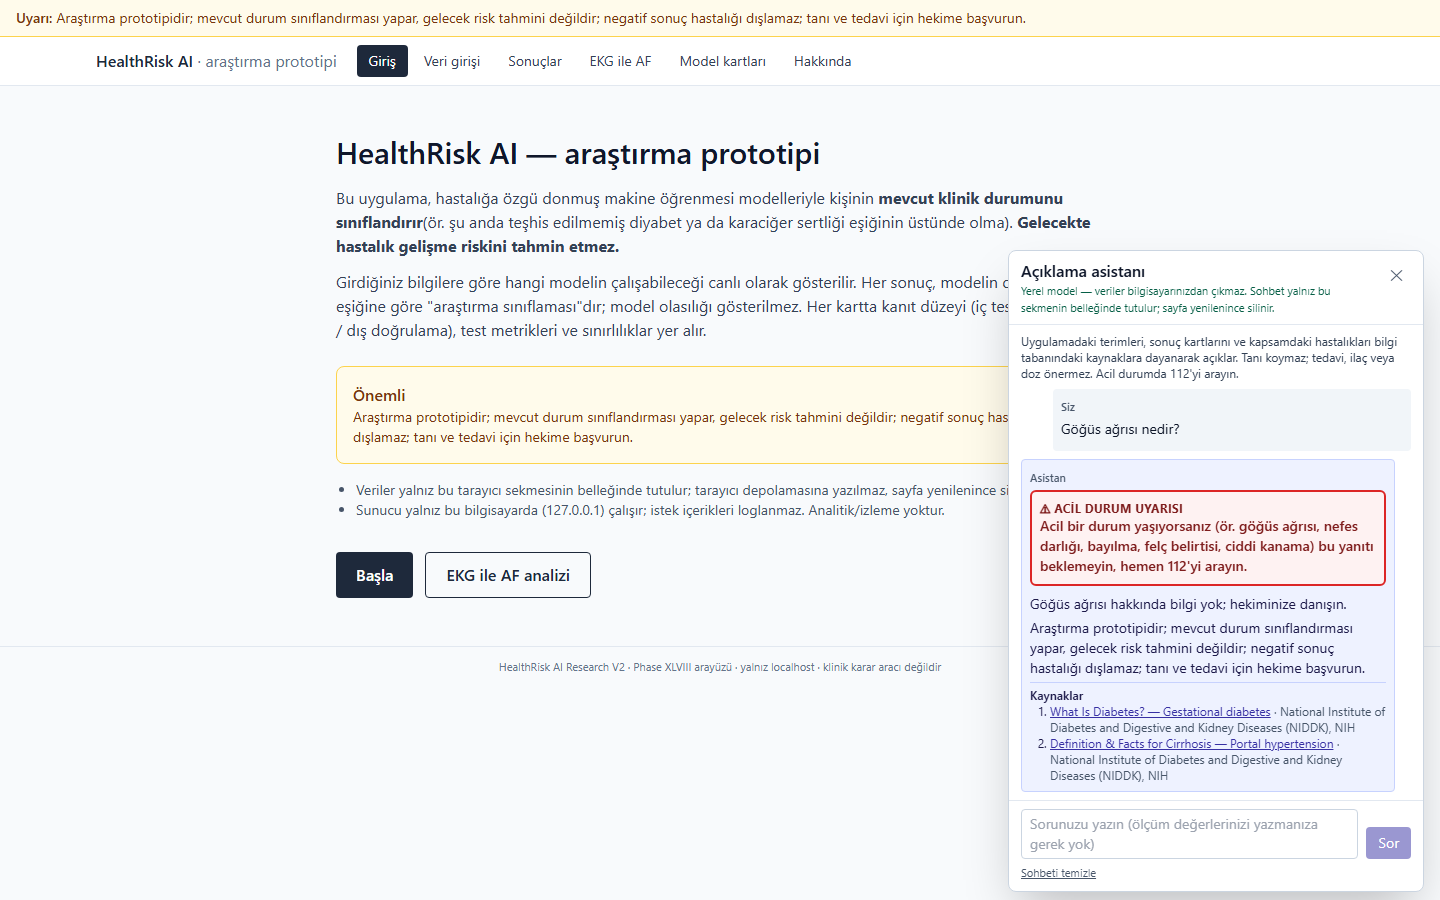 Uyarı: Araştırma prototipidir; mevcut durum sınıflandırması yapar, gelecek risk tahmini değildir; negatif sonuç hastalığı dışlamaz; tanı ve tedavi için hekime başvurun.
HealthRisk AI · araştırma prototipi
Giriş
Veri girişi
Sonuçlar
EKG ile AF
Model kartları
Hakkında
HealthRisk AI — araştırma prototipi
Bu uygulama, hastalığa özgü donmuş makine öğrenmesi modelleriyle kişinin mevcut klinik durumunu
sınıflandırır(ör. şu anda teşhis edilmemiş diyabet ya da karaciğer sertliği eşiğinin üstünde olma). Gelecekte
hastalık gelişme riskini tahmin etmez.
Girdiğiniz bilgilere göre hangi modelin çalışabileceği canlı olarak gösterilir. Her sonuç, modelin
eşiğine göre "araştırma sınıflaması"dır; model olasılığı gösterilmez. Her kartta kanıt düzeyi (iç
/ dış doğrulama), test metrikleri ve sınırlılıklar yer alır.
Önemli
Araştırma prototipidir; mevcut durum sınıflandırması yapar, gelecek risk tahmini değildir; negatif sonuç
dışlamaz; tanı ve tedavi için hekime başvurun.
Veriler yalnız bu tarayıcı sekmesinin belleğinde tutulur; tarayıcı depolamasına yazılmaz, sayfa yenilenince
Sunucu yalnız bu bilgisayarda (127.0.0.1) çalışır; istek içerikleri loglanmaz. Analitik/izleme yoktur.
Başla
EKG ile AF analizi
HealthRisk AI Research V2 · Phase XLVIII arayüzü · yalnız localhost · klinik karar aracı değildir
Açıklama asistanı
Yerel model — veriler bilgisayarınızdan çıkmaz. Sohbet yalnız bu
sekmenin belleğinde tutulur; sayfa yenilenince silinir.
Uygulamadaki terimleri, sonuç kartlarını ve kapsamdaki hastalıkları bilgi
tabanındaki kaynaklara dayanarak açıklar. Tanı koymaz; tedavi, ilaç veya
doz önermez. Acil durumda 112'yi arayın.
Siz
Göğüs ağrısı nedir?
Asistan
⚠ ACİL DURUM UYARISI
Acil bir durum yaşıyorsanız (ör. göğüs ağrısı, nefes
darlığı, bayılma, felç belirtisi, ciddi kanama) bu yanıtı
beklemeyin, hemen 112'yi arayın.
Göğüs ağrısı hakkında bilgi yok; hekiminize danışın.
Araştırma prototipidir; mevcut durum sınıflandırması
yapar, gelecek risk tahmini değildir; negatif sonuç
hastalığı dışlamaz; tanı ve tedavi için hekime başvurun.
Kaynaklar
1. What Is Diabetes? — Gestational diabetes · National Institute of
Diabetes and Digestive and Kidney Diseases (NIDDK), NIH
2. Definition & Facts for Cirrhosis — Portal hypertension ·
National Institute of Diabetes and Digestive and Kidney
Diseases (NIDDK), NIH
Sorunuzu yazın (ölçüm değerlerinizi yazmanıza
gerek yok)
Sor
Sohbeti temizle